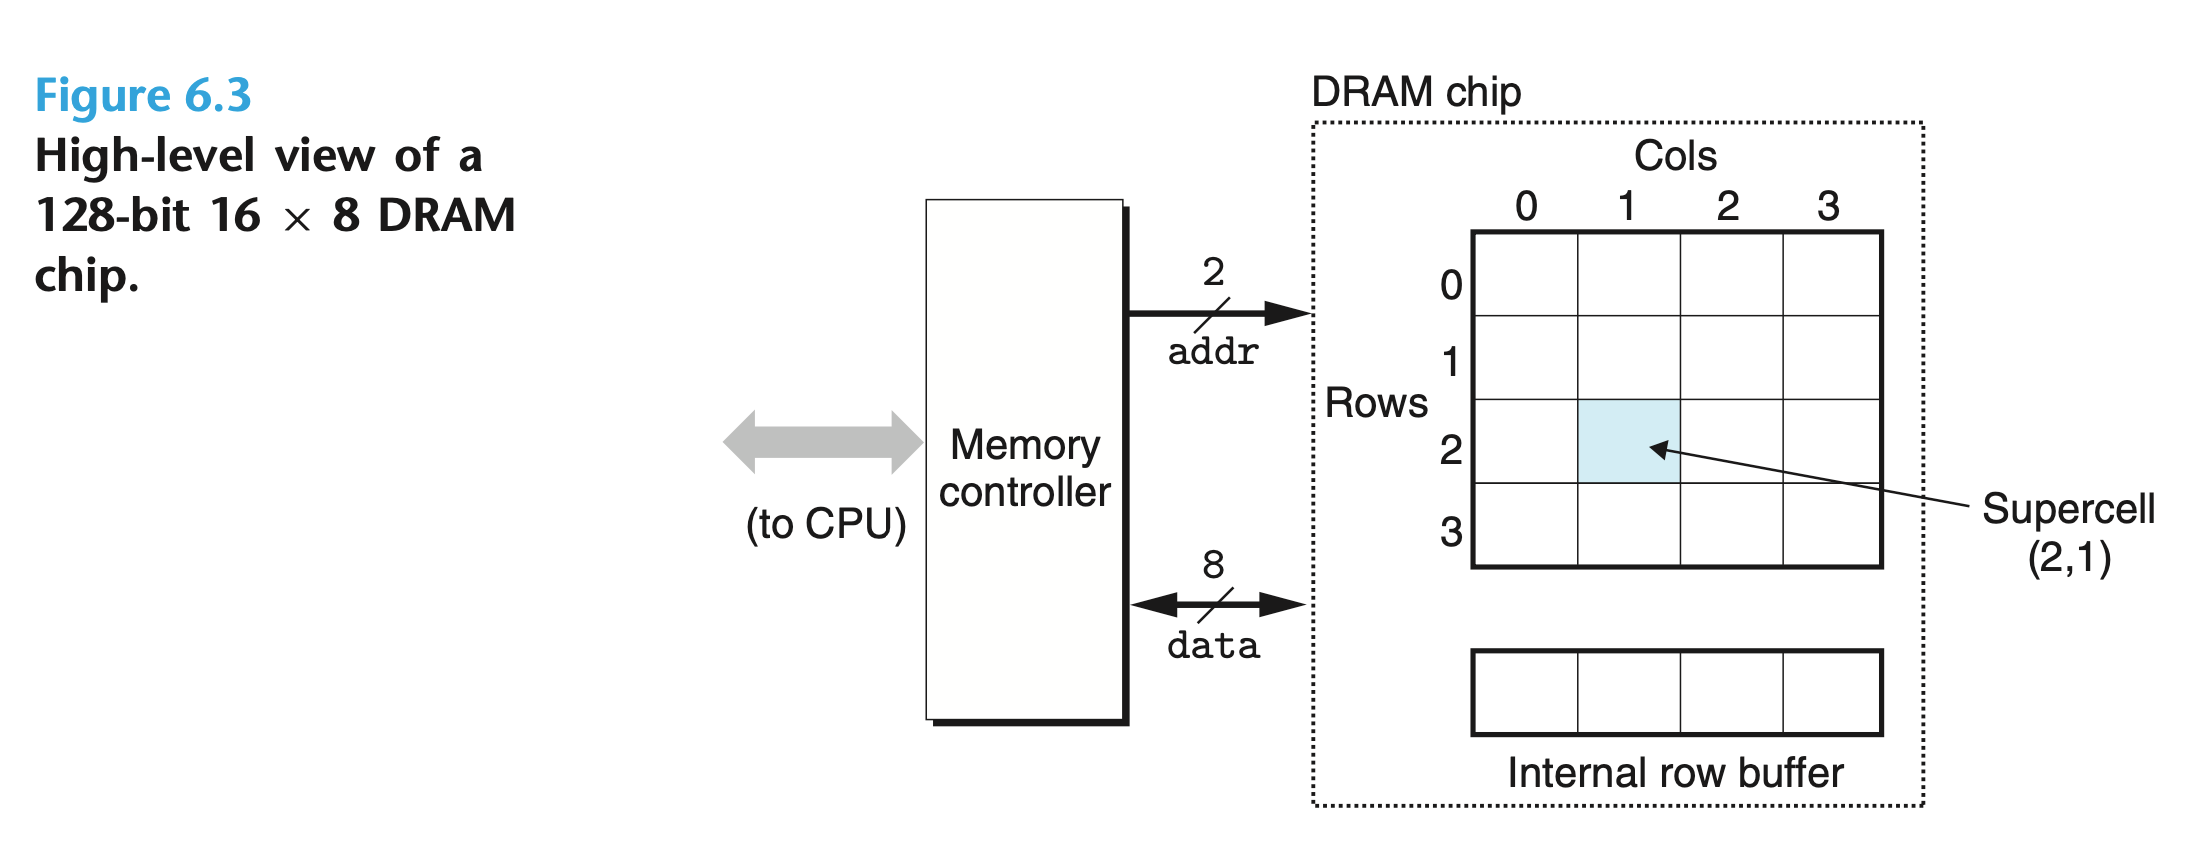 Figure 6.3
High-level view of a
128-bit 16 × 8 DRAM
chip.
DRAM chip
Cols
0 1 2 3
0
1
Rows
2
3
2
addr
Memory
controller
(to CPU)
8
data
Supercell
(2,1)
Internal row buffer